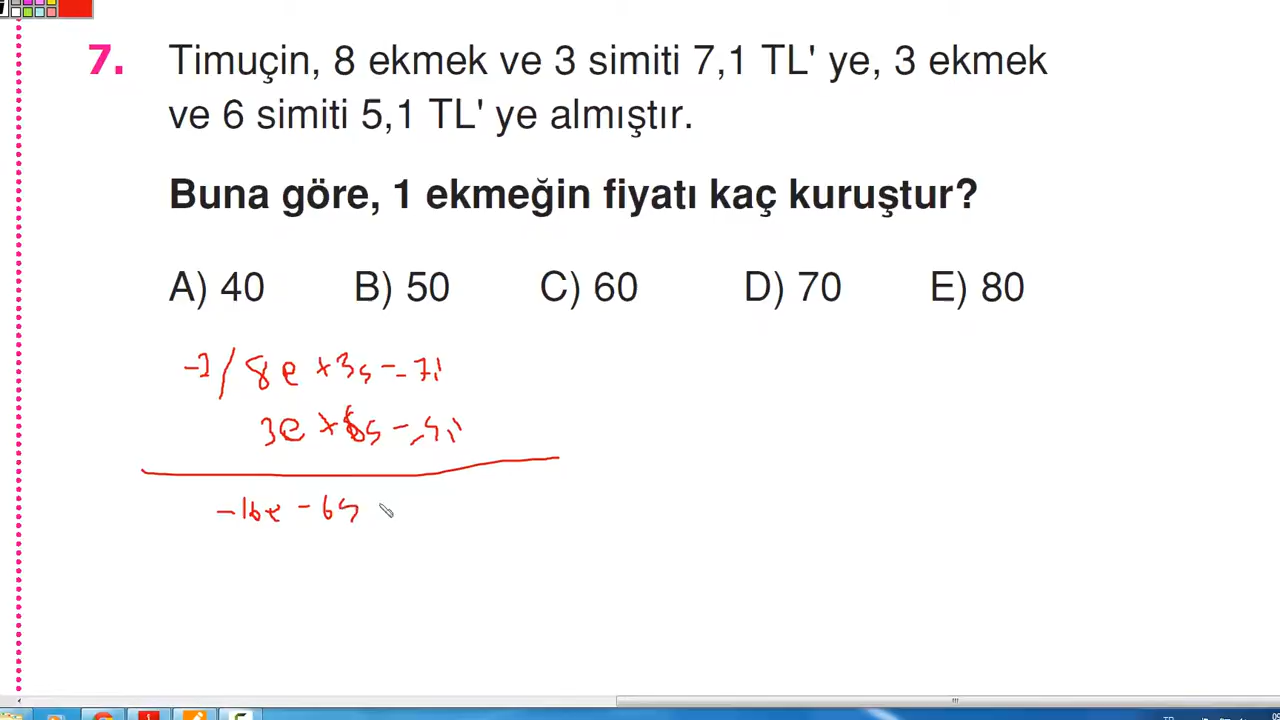 7. Timuçin, 8 ekmek ve 3 simiti 7,1 TL' ye, 3 ekmek
ve 6 simiti 5,1 TL' ye almıştır.
Buna göre, 1 ekmeğin fiyatı kaç kuruştur?
A) 40 B) 50 C) 60 D) 70 E) 80
-2/ 8e + 3s = 7,1
3e + 6s = 5,1
-16e - 6s